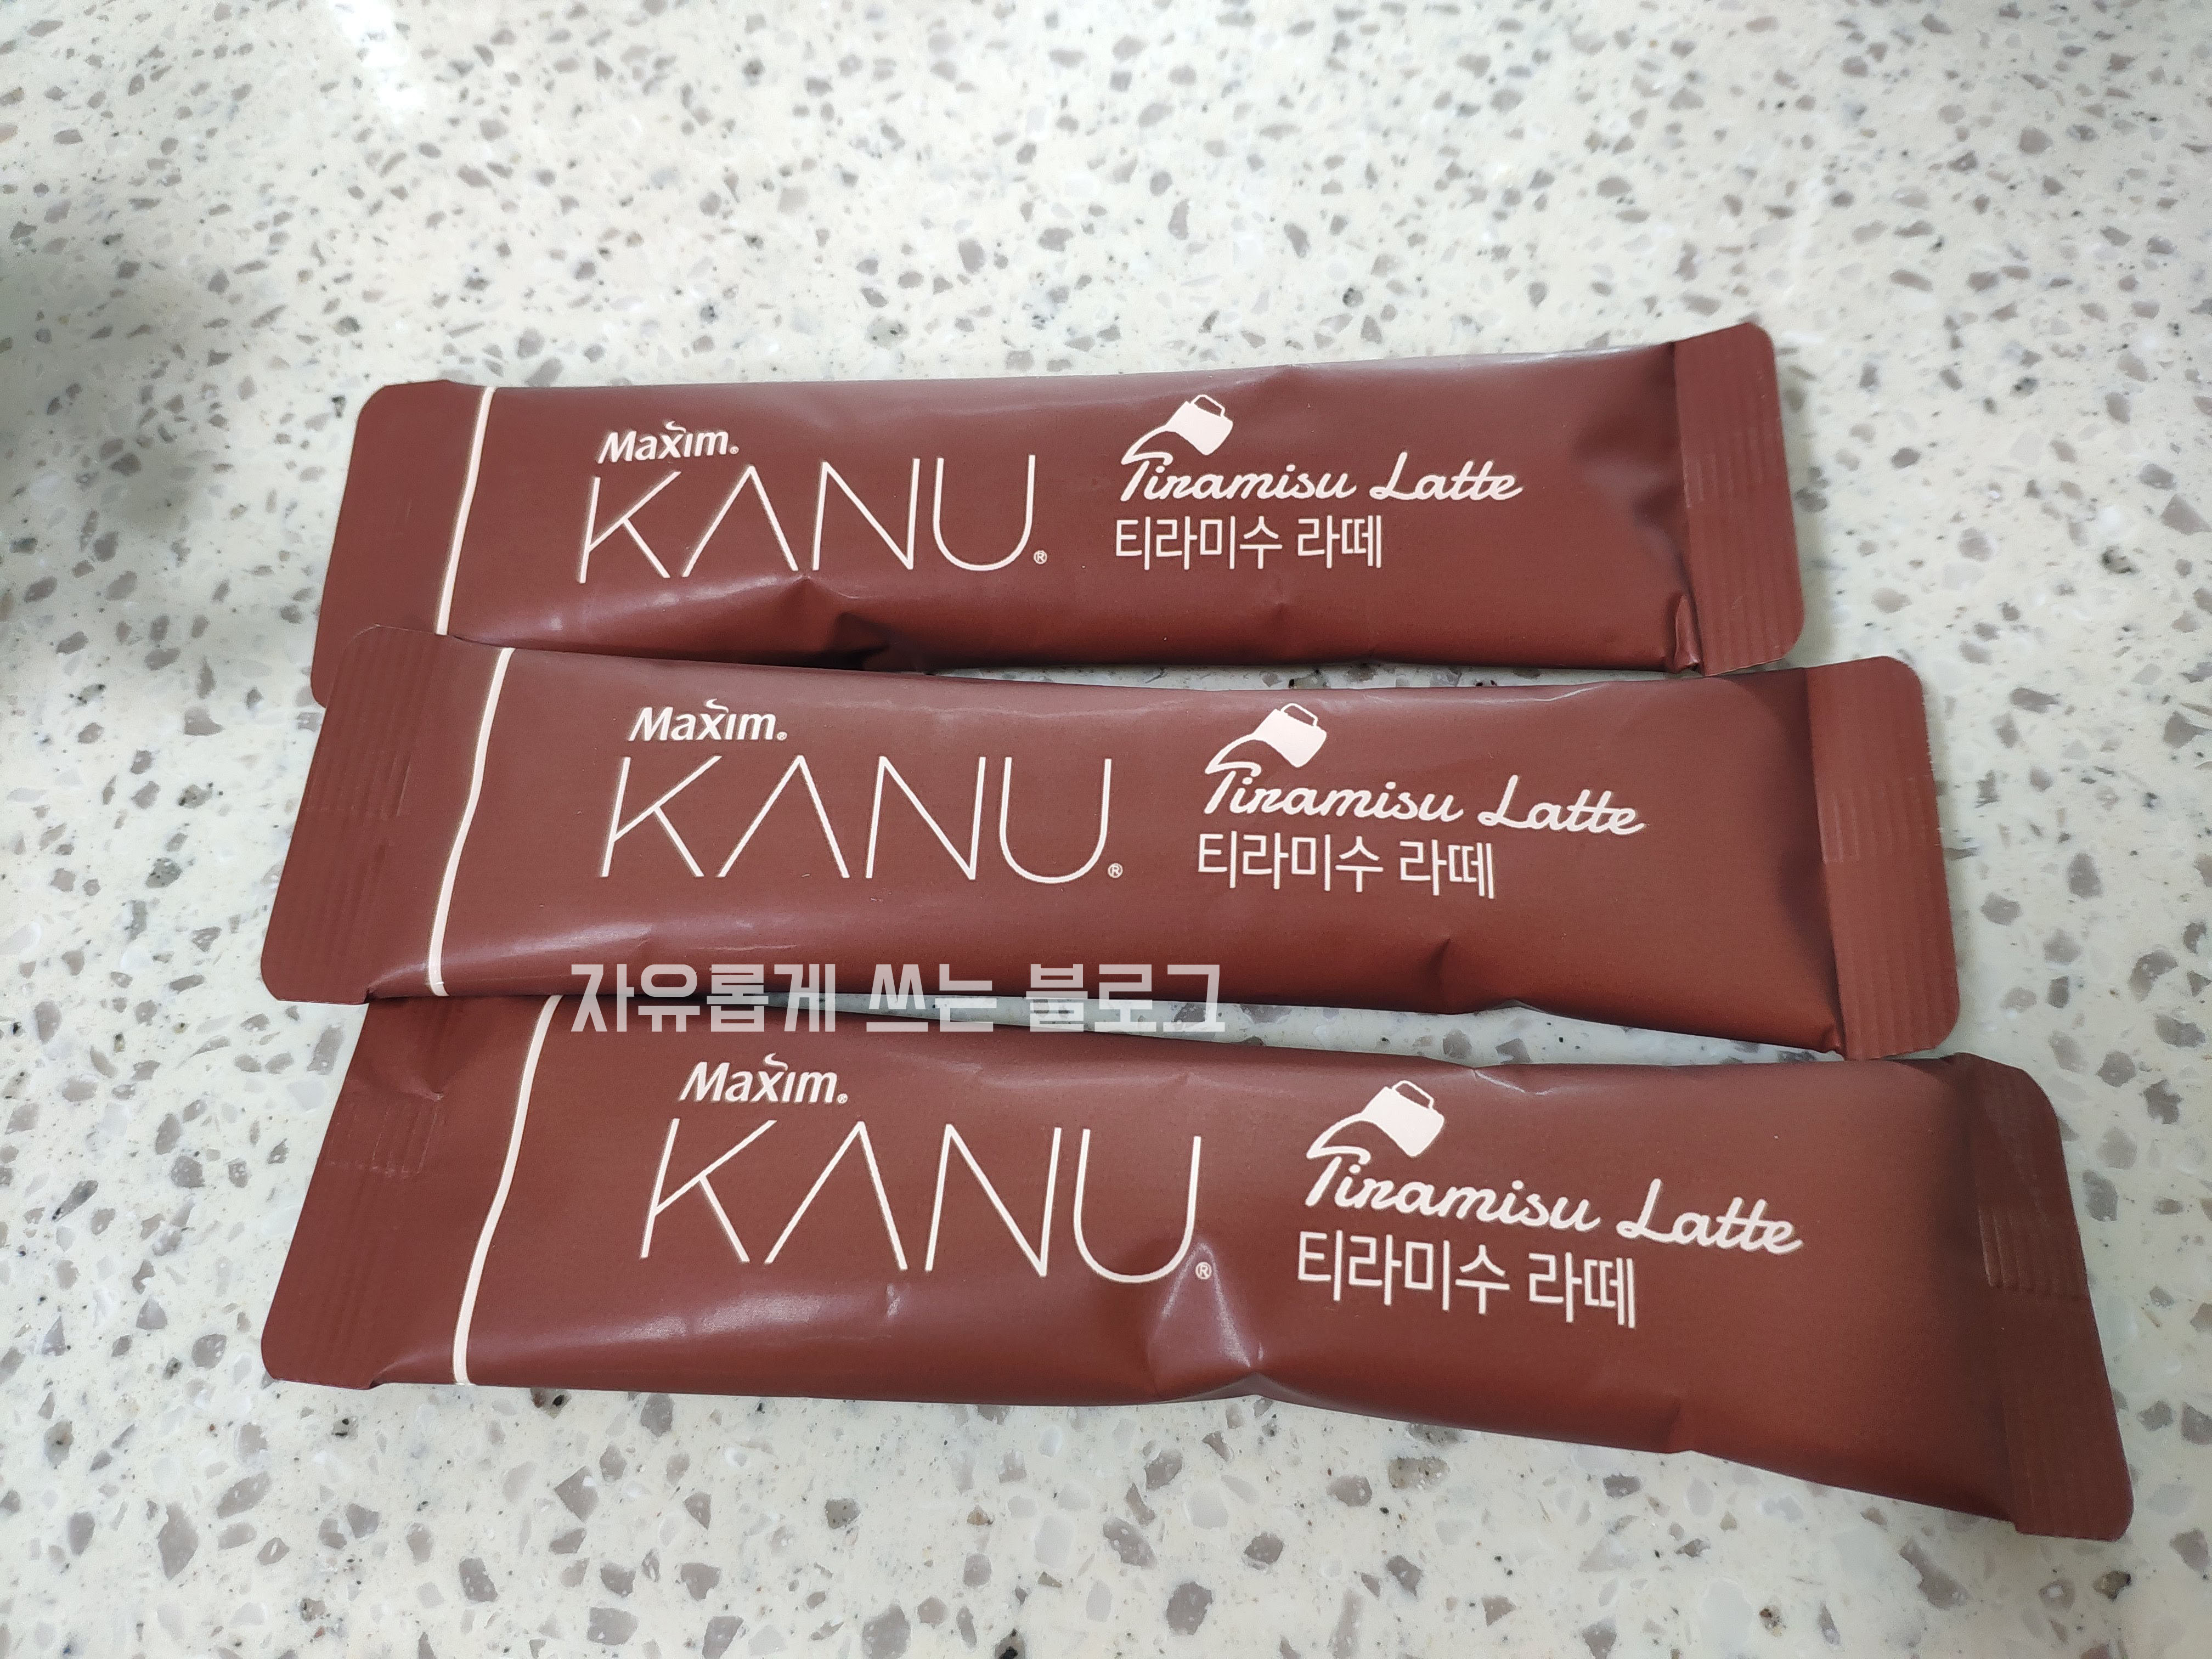 Maxim.
KANU®
Tiramisu Latte
티라미수 라떼
Maxim®
KANU®
Tiramisu Latte
티라미수 라떼
자유롭게 쓰는 블로그
Maxim®
KANU®
Tiramisu Latte
티라미수 라떼